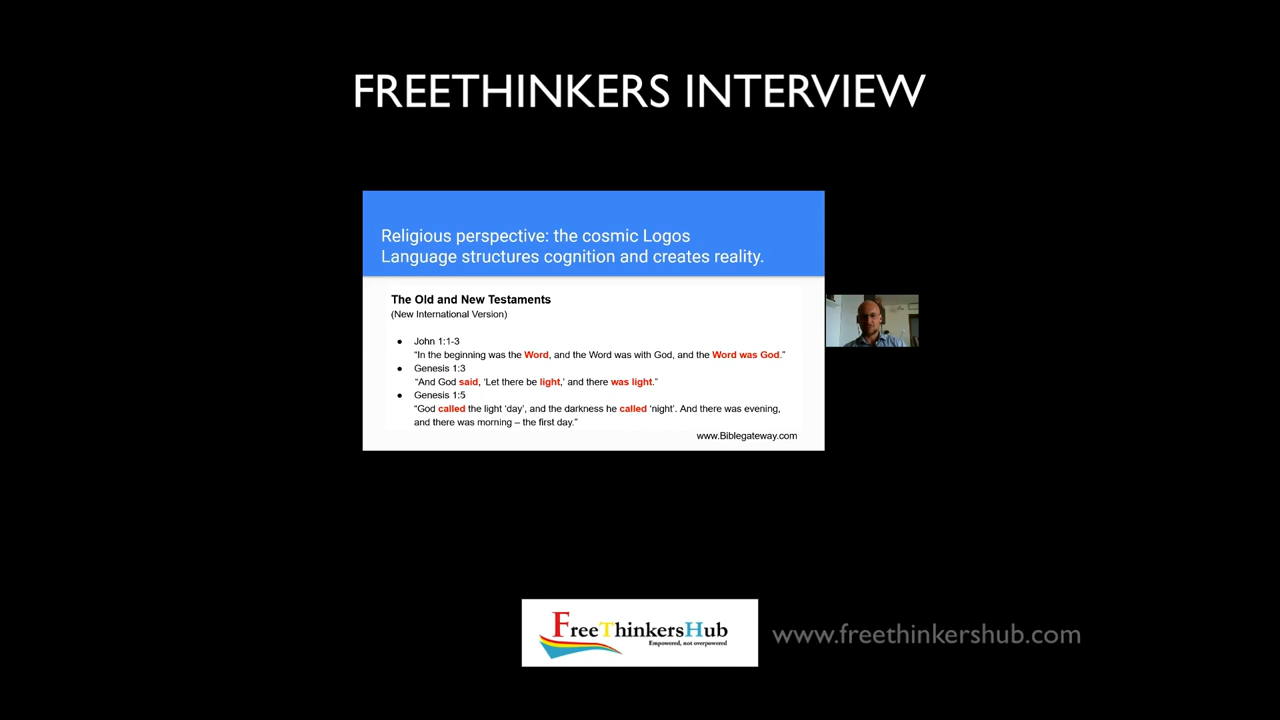 FREETHINKERS INTERVIEW
Religious perspective: the cosmic Logos
Language structures cognition and creates reality.
The Old and New Testaments
(New International Version)
● John 1:1-3
“In the beginning was the Word, and the Word was with God, and the Word was God.”
● Genesis 1:3
“And God said, ‘Let there be light,’ and there was light.”
● Genesis 1:5
“God called the light ‘day’, and the darkness he called ‘night’. And there was evening,
and there was morning – the first day.”
www.Biblegateway.com
FreeThinkersHub
Empowered, not overpowered
www.freethinkershub.com